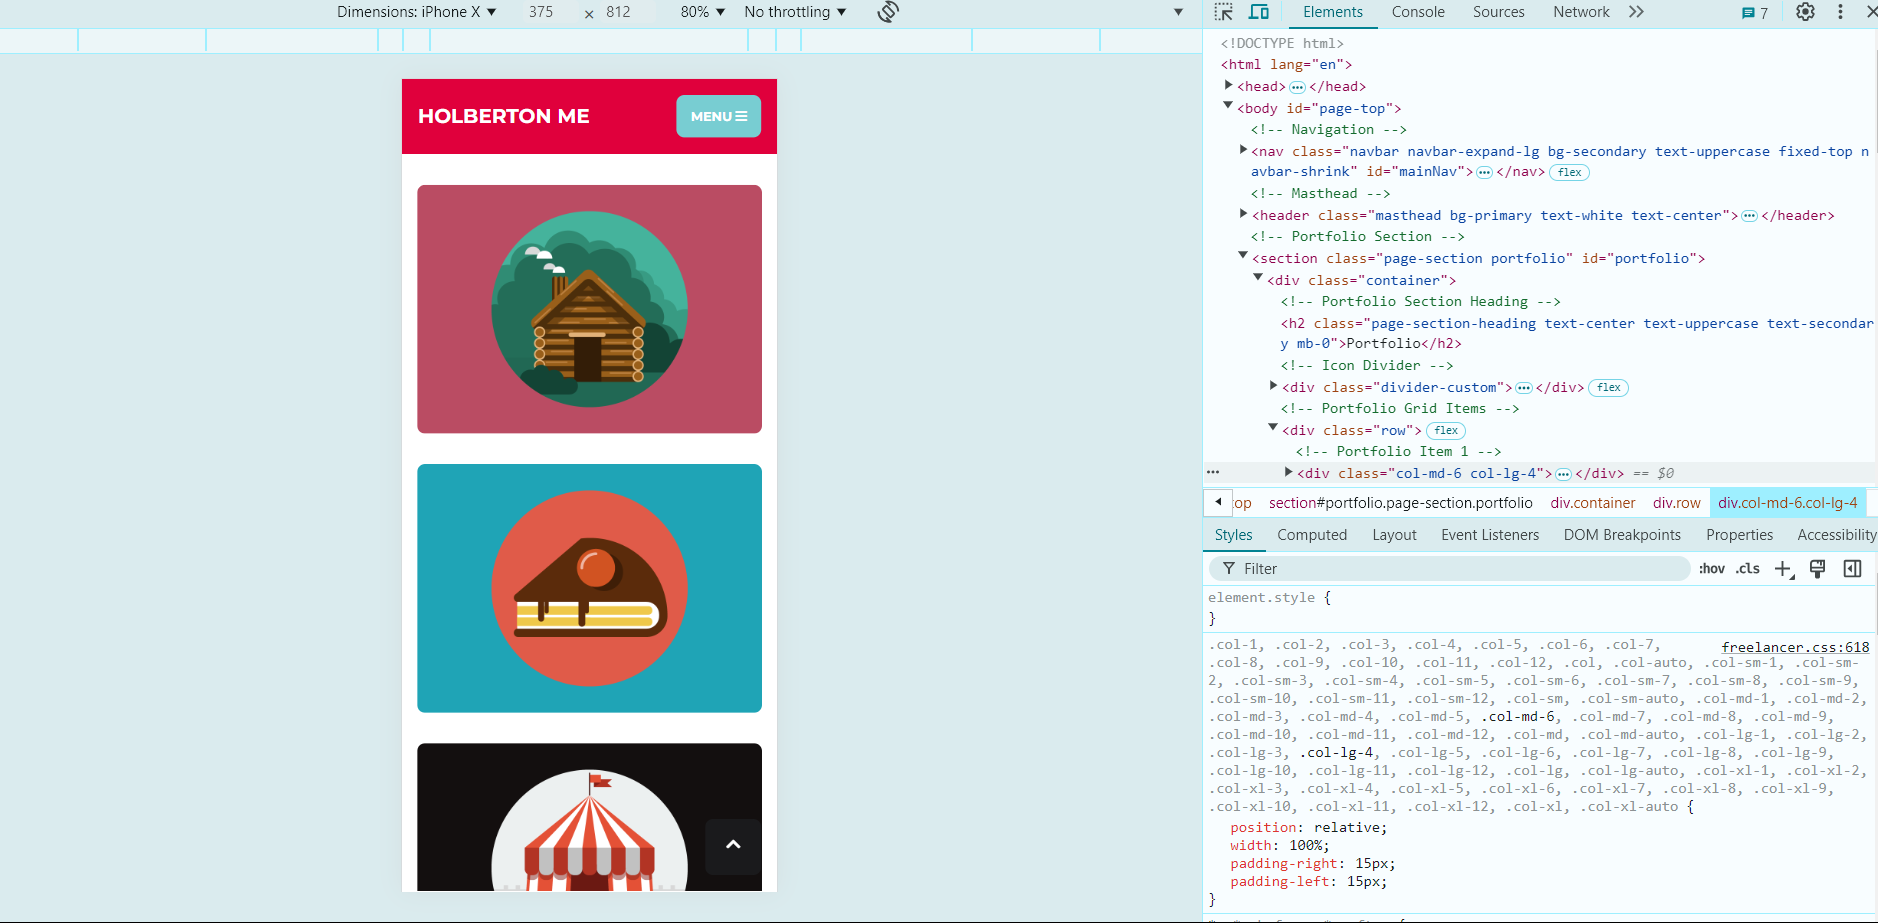 Dimensions: iPhone X ▼ 375 × 812 80% ▼ No throttling ▼
Elements Console Sources Network 7
HOLBERTON ME
MENU
<!DOCTYPE html>
<html lang="en">
<head> ••• </head>
<body id="page-top">
<!-- Navigation -->
<nav class="navbar navbar-expand-lg bg-secondary text-uppercase fixed-top n
avbar-shrink" id="mainNav"> ••• </nav> flex
<!-- Masthead -->
<header class="masthead bg-primary text-white text-center"> ••• </header>
<!-- Portfolio Section -->
<section class="page-section portfolio" id="portfolio">
<div class="container">
<!-- Portfolio Section Heading -->
<h2 class="page-section-heading text-center text-uppercase text-secondar
y mb-0">Portfolio</h2>
<!-- Icon Divider -->
<div class="divider-custom"> ••• </div> flex
<!-- Portfolio Grid Items -->
<div class="row"> flex
<!-- Portfolio Item 1 -->
••• <div class="col-md-6 col-lg-4"> ••• </div> == $0
top section#portfolio.page-section.portfolio div.container div.row div.col-md-6.col-lg-4
Styles Computed Layout Event Listeners DOM Breakpoints Properties Accessibility
Filter :hov .cls
element.style {
}
.col-1, .col-2, .col-3, .col-4, .col-5, .col-6, .col-7, freelancer.css:618
.col-8, .col-9, .col-10, .col-11, .col-12, .col, .col-auto, .col-sm-1, .col-sm-
2, .col-sm-3, .col-sm-4, .col-sm-5, .col-sm-6, .col-sm-7, .col-sm-8, .col-sm-9,
.col-sm-10, .col-sm-11, .col-sm-12, .col-sm, .col-sm-auto, .col-md-1, .col-md-2,
.col-md-3, .col-md-4, .col-md-5, .col-md-6, .col-md-7, .col-md-8, .col-md-9,
.col-md-10, .col-md-11, .col-md-12, .col-md, .col-md-auto, .col-lg-1, .col-lg-2,
.col-lg-3, .col-lg-4, .col-lg-5, .col-lg-6, .col-lg-7, .col-lg-8, .col-lg-9,
.col-lg-10, .col-lg-11, .col-lg-12, .col-lg, .col-lg-auto, .col-xl-1, .col-xl-2,
.col-xl-3, .col-xl-4, .col-xl-5, .col-xl-6, .col-xl-7, .col-xl-8, .col-xl-9,
.col-xl-10, .col-xl-11, .col-xl-12, .col-xl, .col-xl-auto {
position: relative;
width: 100%;
padding-right: 15px;
padding-left: 15px;
}